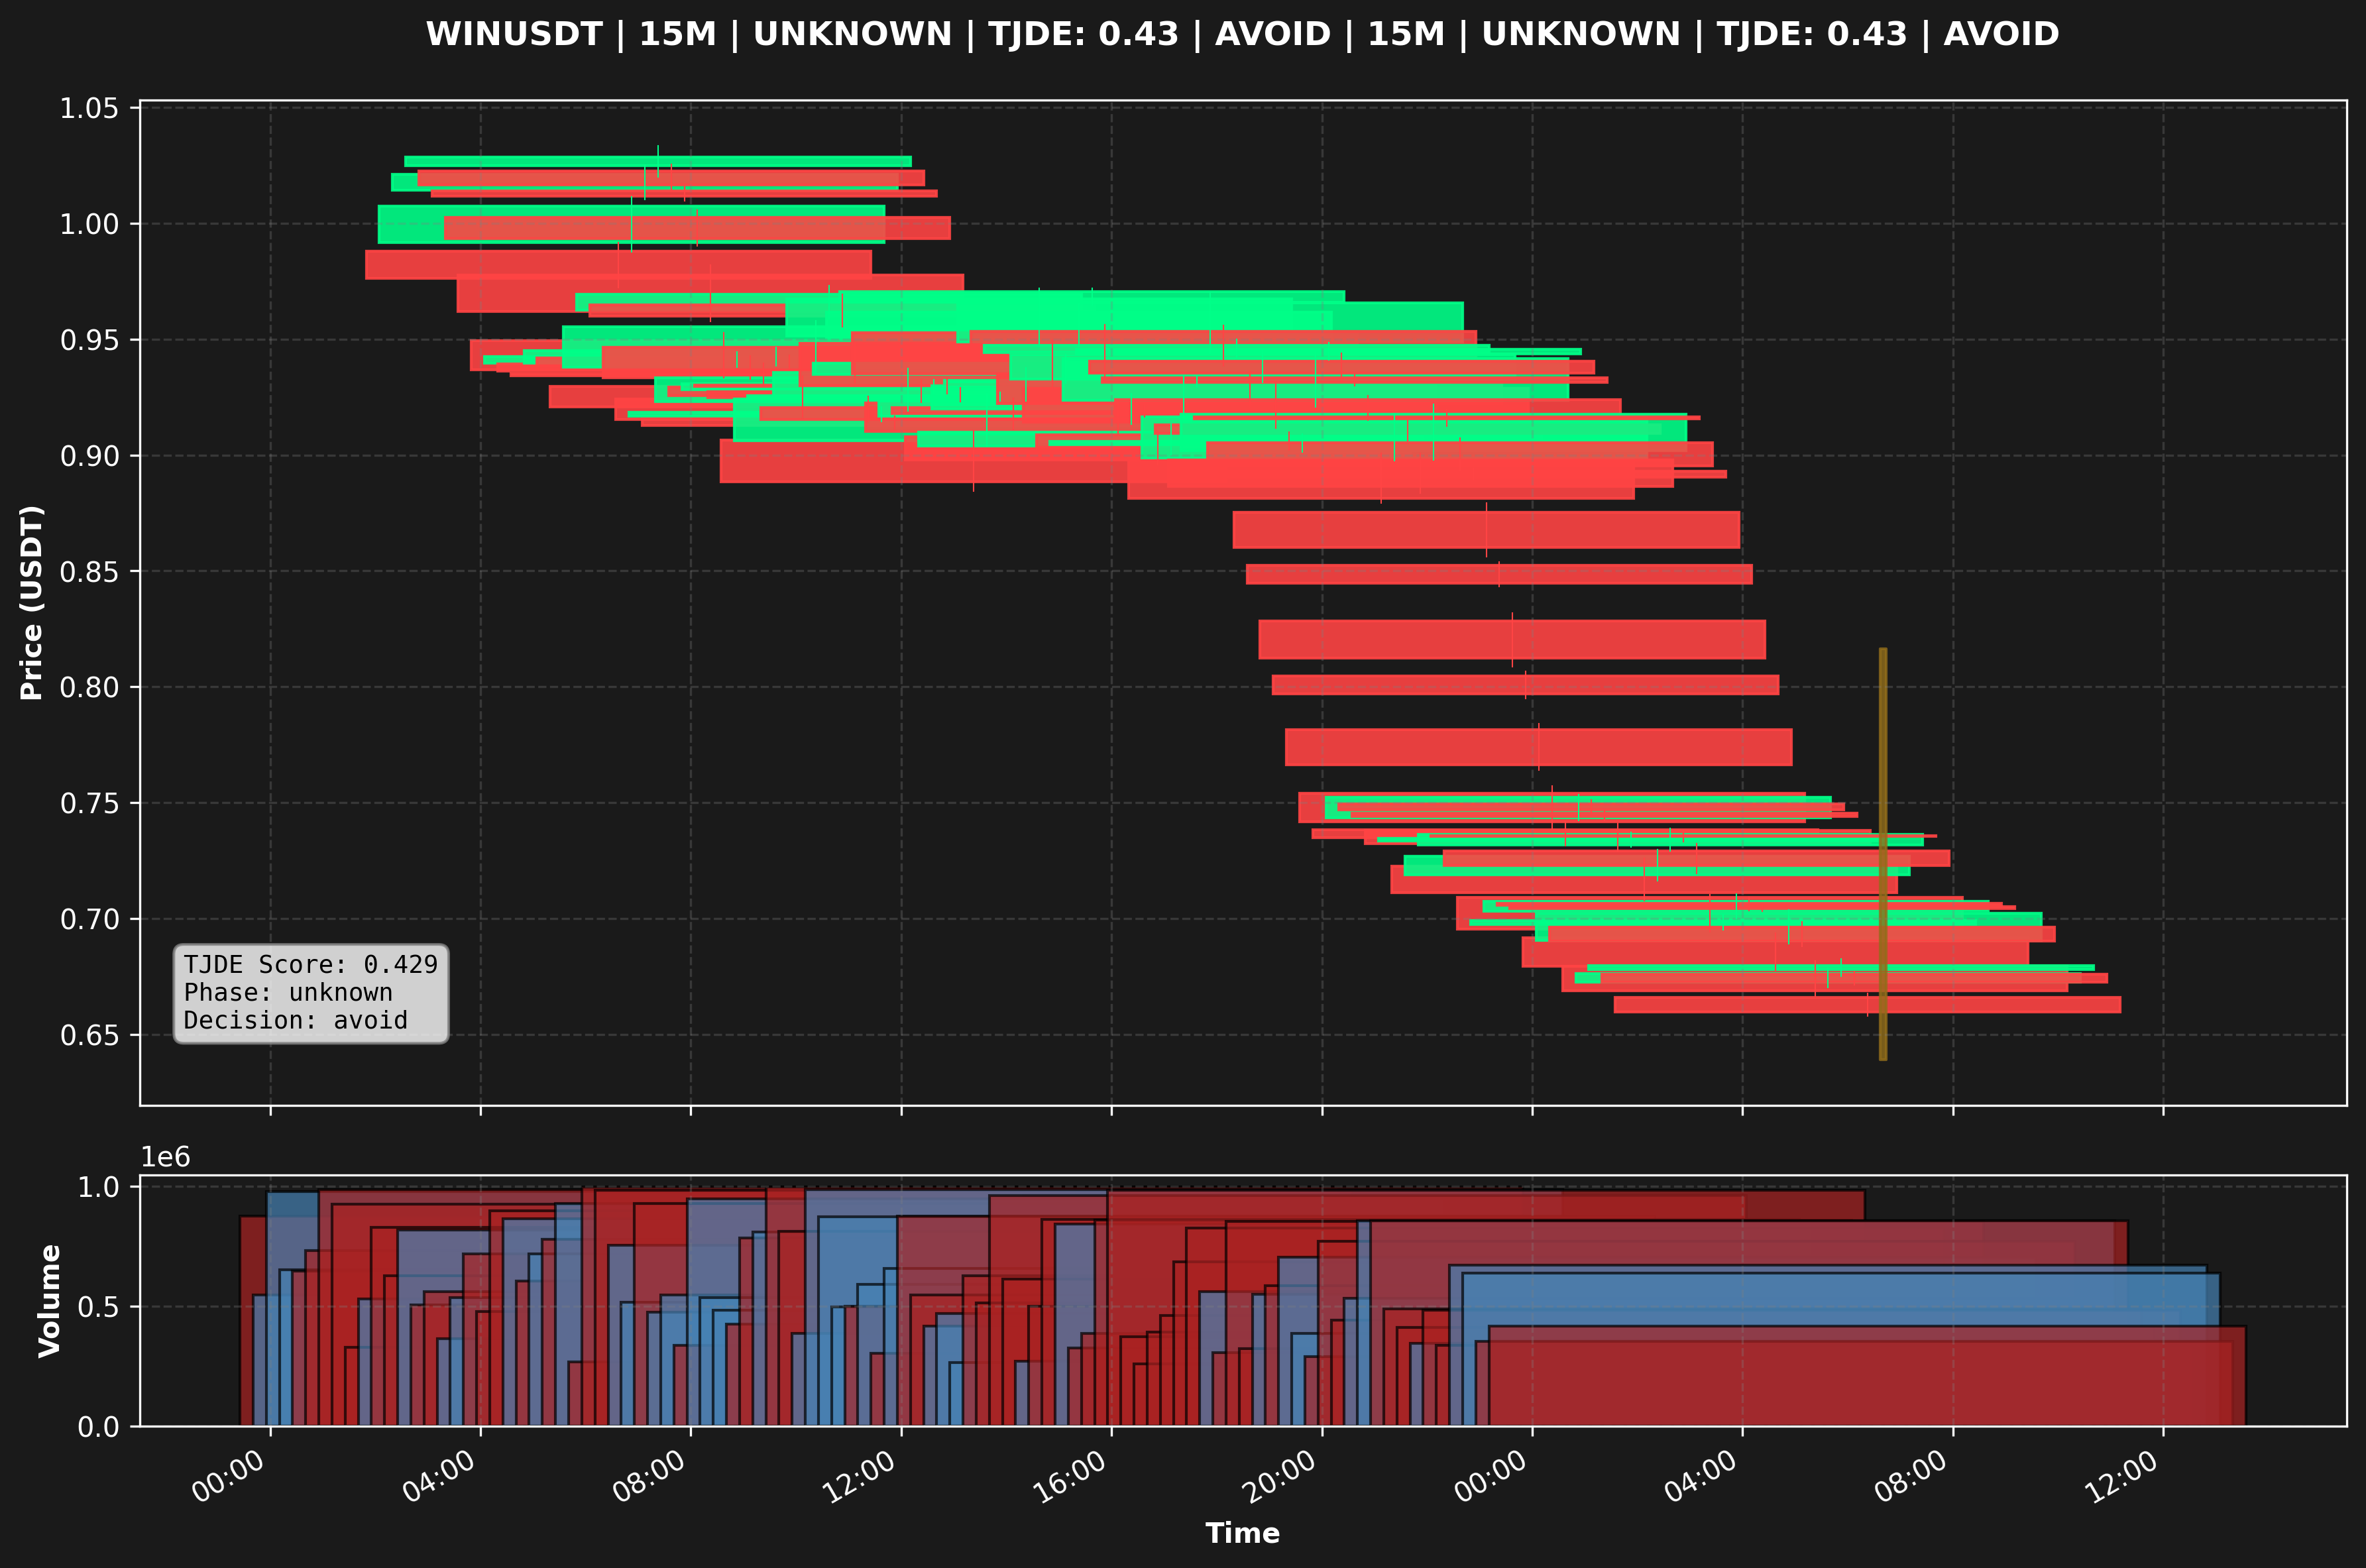 WINUSDT | 15M | UNKNOWN | TJDE: 0.43 | AVOID | 15M | UNKNOWN | TJDE: 0.43 | AVOID
1.05
1.00
0.95
0.90
0.85
0.80
0.75
0.70
0.65
Price (USDT)
TJDE Score: 0.429
Phase: unknown
Decision: avoid
1e6
1.0
0.5
0.0
Volume
00:00 04:00 08:00 12:00 16:00 20:00 00:00 04:00 08:00 12:00
Time